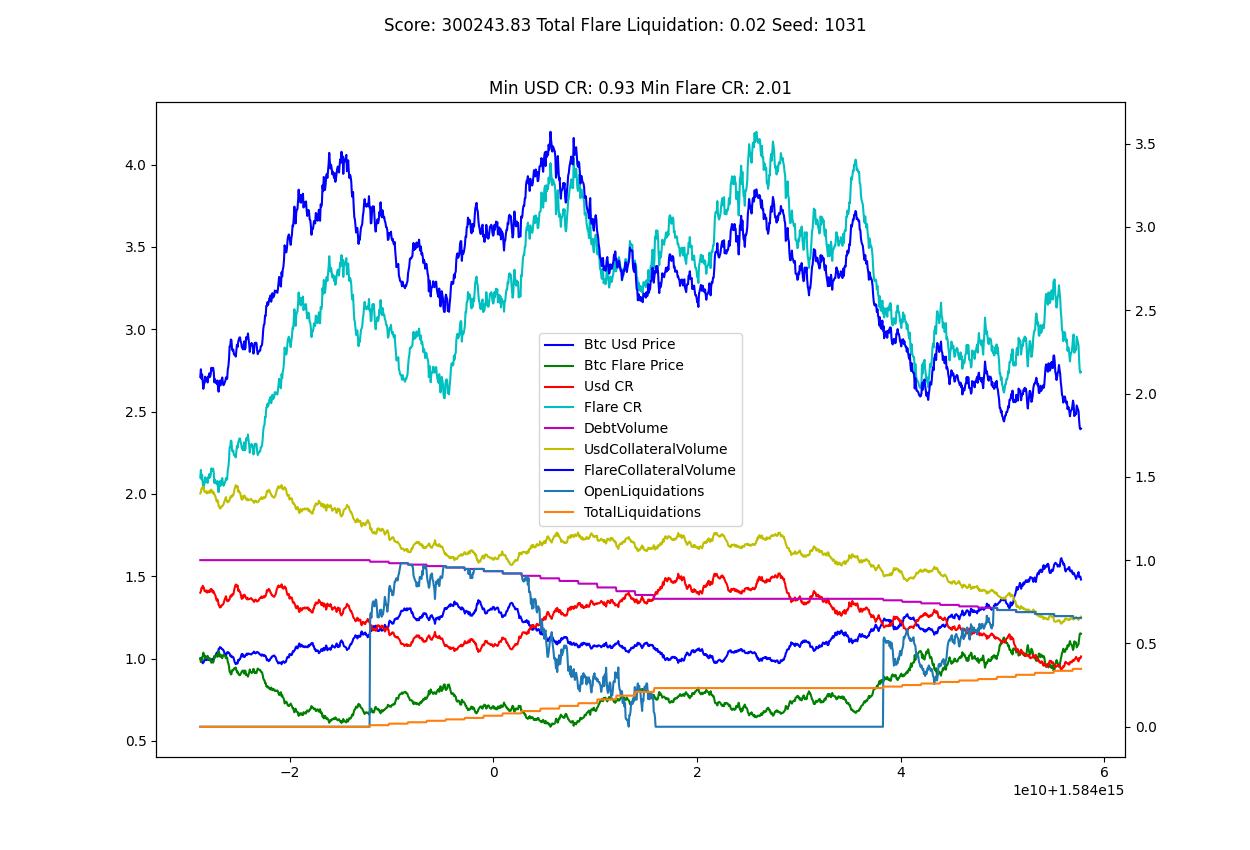 Score: 300243.83 Total Flare Liquidation: 0.02 Seed: 1031
Min USD CR: 0.93 Min Flare CR: 2.01
4.0
3.5
3.0
2.5
2.0
1.5
1.0
0.5
3.5
3.0
2.5
2.0
1.5
1.0
0.5
0.0
Btc Usd Price
Btc Flare Price
Usd CR
Flare CR
DebtVolume
UsdCollateralVolume
FlareCollateralVolume
OpenLiquidations
TotalLiquidations
−2 0 2 4 6
1e10+1.584e15